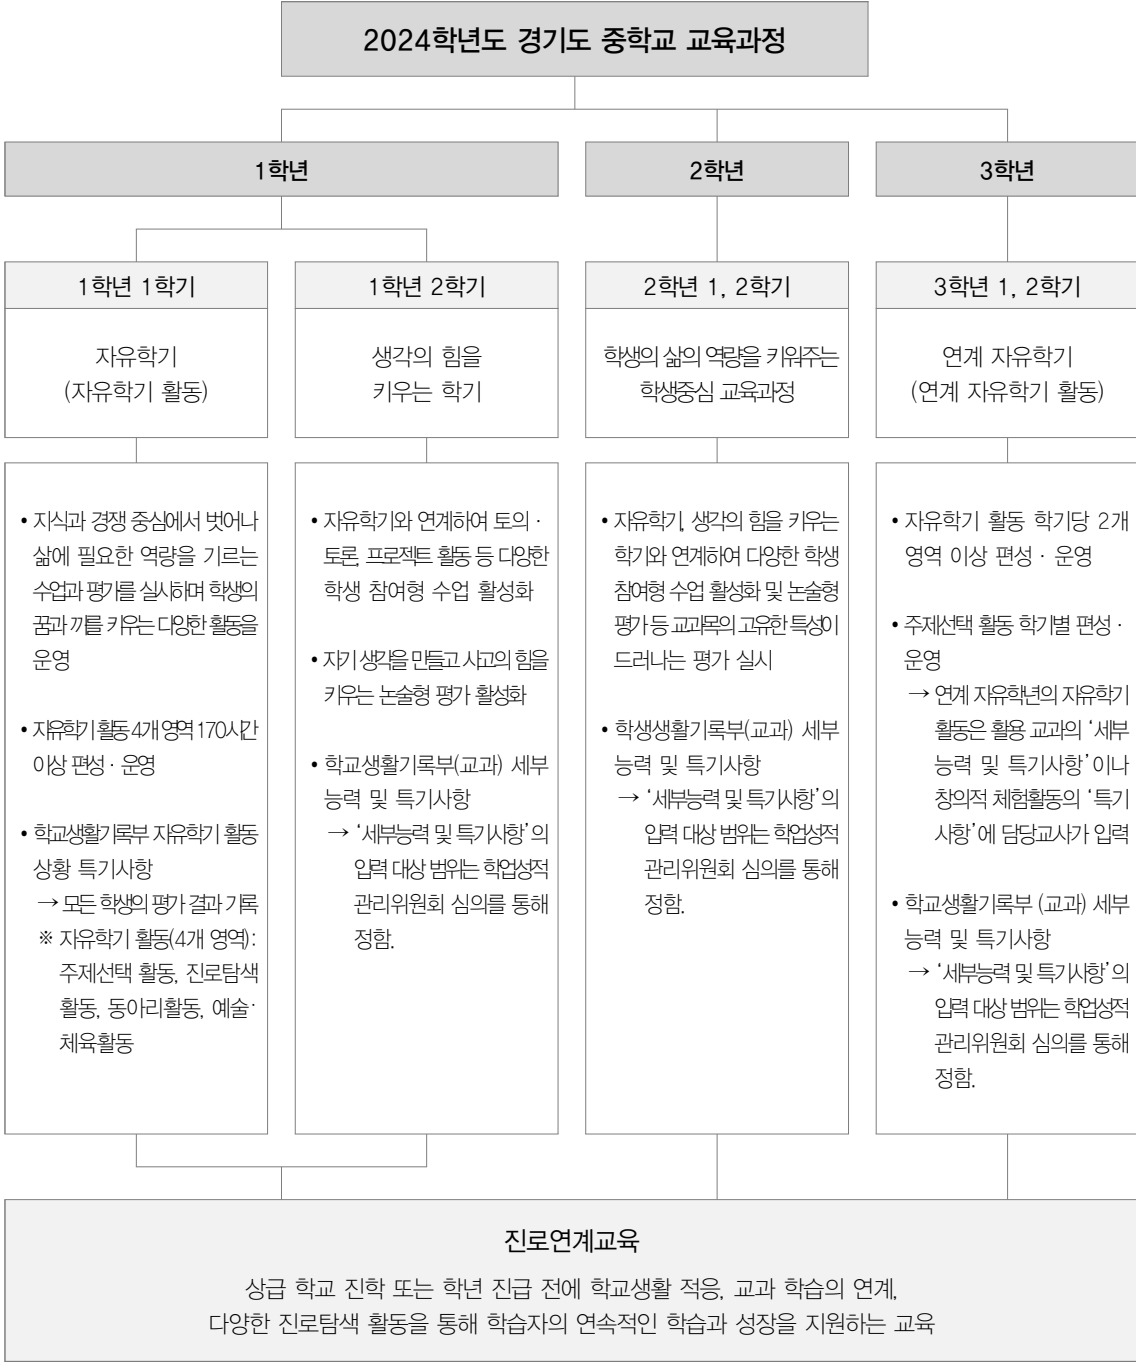 2024학년도 경기도 중학교 교육과정
1학년
2학년
3학년
1학년 1학기
자유학기
(자유학기 활동)
• 지식과 경쟁 중심에서 벗어나
삶에 필요한 역량을 기르는
수업과 평가를 실시하며 학생의
꿈과 끼를 키우는 다양한 활동을
운영
• 자유학기 활동 4개 영역 170시간
이상 편성 · 운영
• 학교생활기록부 자유학기 활동
상황 특기사항
→ 모든 학생의 평가 결과 기록
※ 자유학기 활동(4개 영역):
주제선택 활동, 진로탐색
활동, 동아리활동, 예술·
체육활동
1학년 2학기
생각의 힘을
키우는 학기
• 자유학기와 연계하여 토의 ·
토론, 프로젝트 활동 등 다양한
학생 참여형 수업 활성화
• 자기 생각을 만들고 사고의 힘을
키우는 논술형 평가 활성화
• 학교생활기록부(교과) 세부
능력 및 특기사항
→ ‘세부능력 및 특기사항’의
입력 대상 범위는 학업성적
관리위원회 심의를 통해
정함.
2학년 1, 2학기
학생의 삶의 역량을 키워주는
학생중심 교육과정
• 자유학기, 생각의 힘을 키우는
학기와 연계하여 다양한 학생
참여형 수업 활성화 및 논술형
평가 등 교과목의 고유한 특성이
드러나는 평가 실시
• 학생생활기록부(교과) 세부
능력 및 특기사항
→ ‘세부능력 및 특기사항’의
입력 대상 범위는 학업성적
관리위원회 심의를 통해
정함.
3학년 1, 2학기
연계 자유학기
(연계 자유학기 활동)
• 자유학기 활동 학기당 2개
영역 이상 편성 · 운영
• 주제선택 활동 학기별 편성 ·
운영
→ 연계 자유학년의 자유학기
활동은 활용 교과의 ‘세부
능력 및 특기사항’이나
창의적 체험활동의 ‘특기
사항’에 담당교사가 입력
• 학교생활기록부 (교과) 세부
능력 및 특기사항
→ ‘세부능력 및 특기사항’의
입력 대상 범위는 학업성적
관리위원회 심의를 통해
정함.
진로연계교육
상급 학교 진학 또는 학년 진급 전에 학교생활 적응, 교과 학습의 연계,
다양한 진로탐색 활동을 통해 학습자의 연속적인 학습과 성장을 지원하는 교육